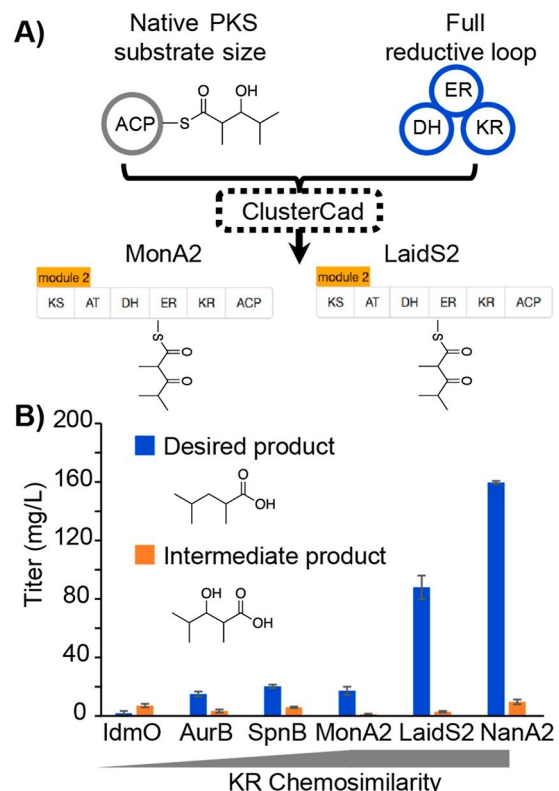 A)
Native PKS
substrate size
Full
reductive loop
ACP
S
O
OH
ER
DH
KR
ClusterCad
MonA2
LaidS2
module 2
KS AT DH ER KR ACP
module 2
KS AT DH ER KR ACP
S
O
O
S
O
O
B)
200
160
120
80
40
0
Titer (mg/L)
Desired product
O
OH
Intermediate product
OH
O
OH
IdmO AurB SpnB MonA2 LaidS2 NanA2
KR Chemosimilarity